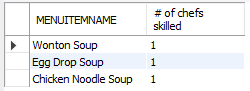 MENUITEMNAME # of chefs
skilled
Wonton Soup 1
Egg Drop Soup 1
Chicken Noodle Soup 1